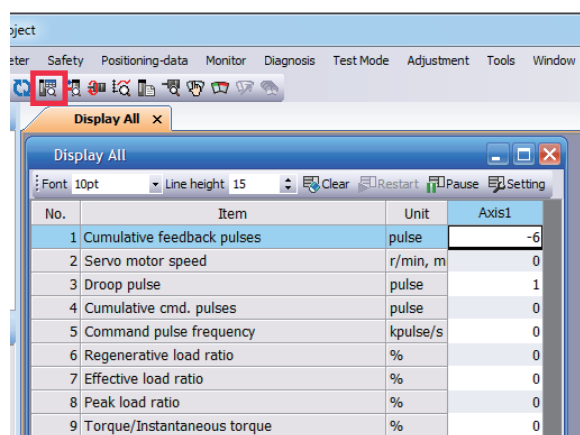 oject
eter Safety Positioning-data Monitor Diagnosis Test Mode Adjustment Tools Window
Display All ×
Display All
Font 10pt Line height 15 Clear Restart Pause Setting
No. Item Unit Axis1
1 Cumulative feedback pulses pulse -6
2 Servo motor speed r/min, m 0
3 Droop pulse pulse 1
4 Cumulative cmd. pulses pulse 0
5 Command pulse frequency kpulse/s 0
6 Regenerative load ratio % 0
7 Effective load ratio % 0
8 Peak load ratio % 0
9 Torque/Instantaneous torque % 0